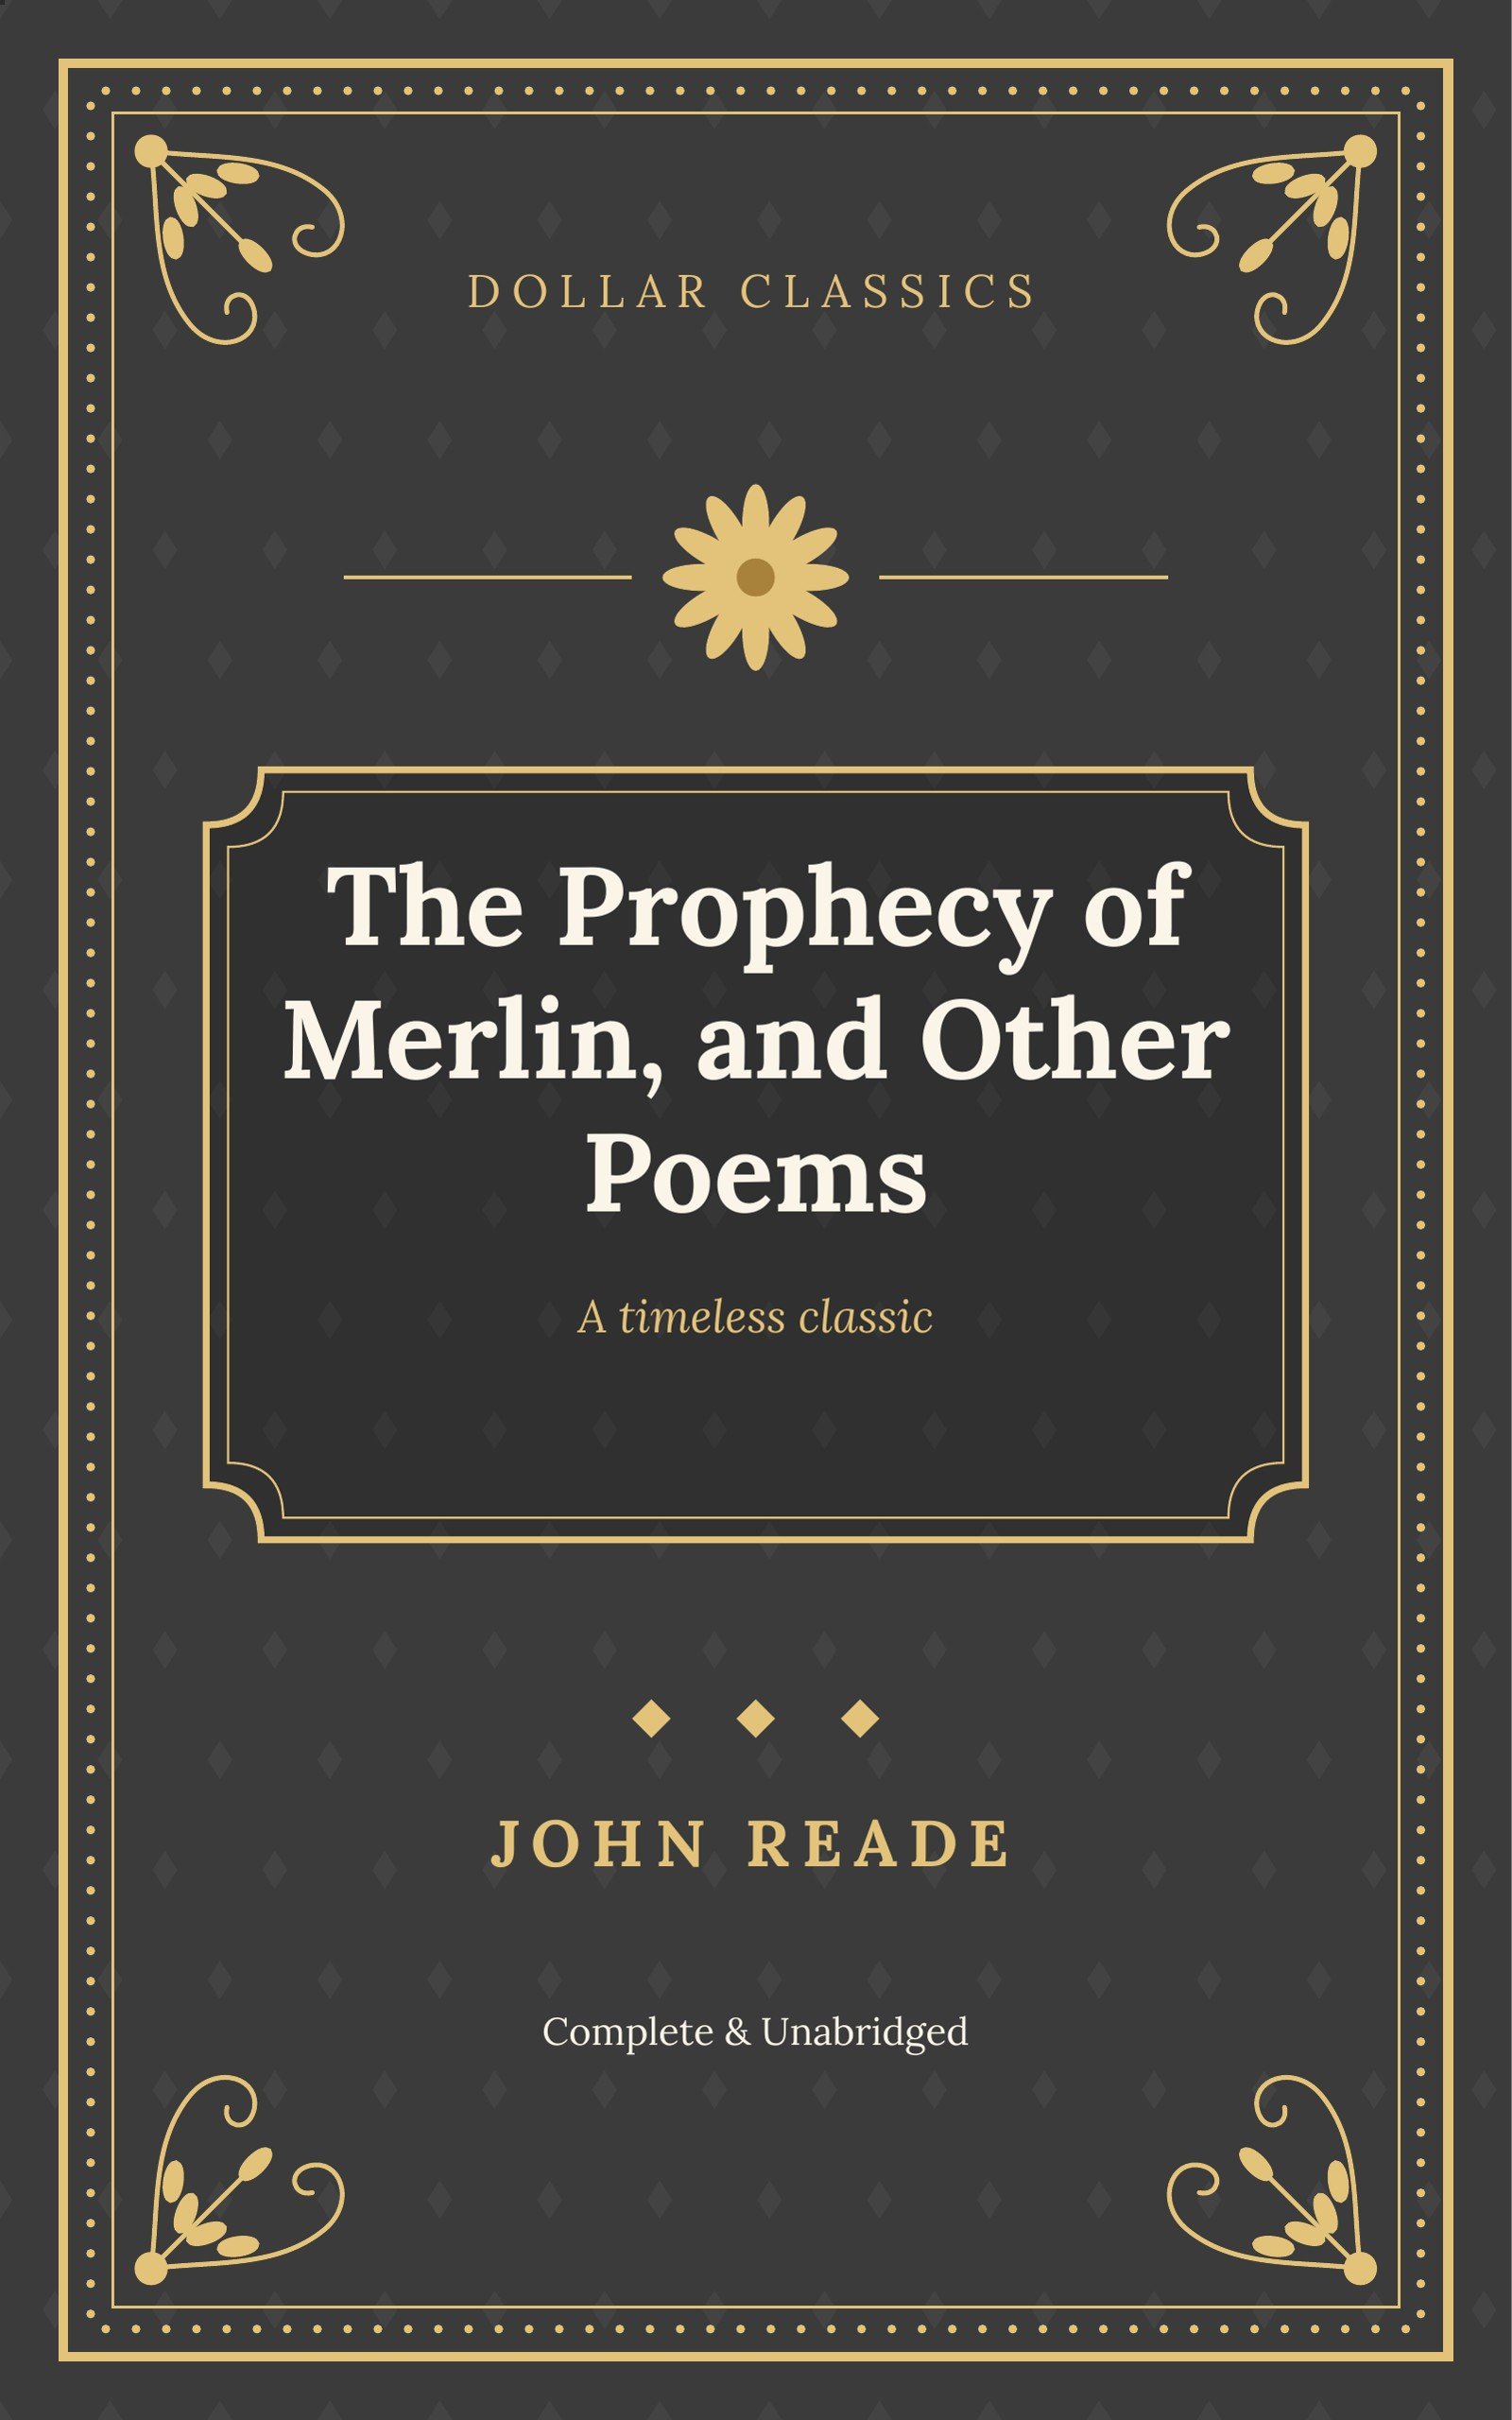 DOLLAR CLASSICS
The Prophecy of
Merlin, and Other
Poems
A timeless classic
JOHN READE
Complete & Unabridged